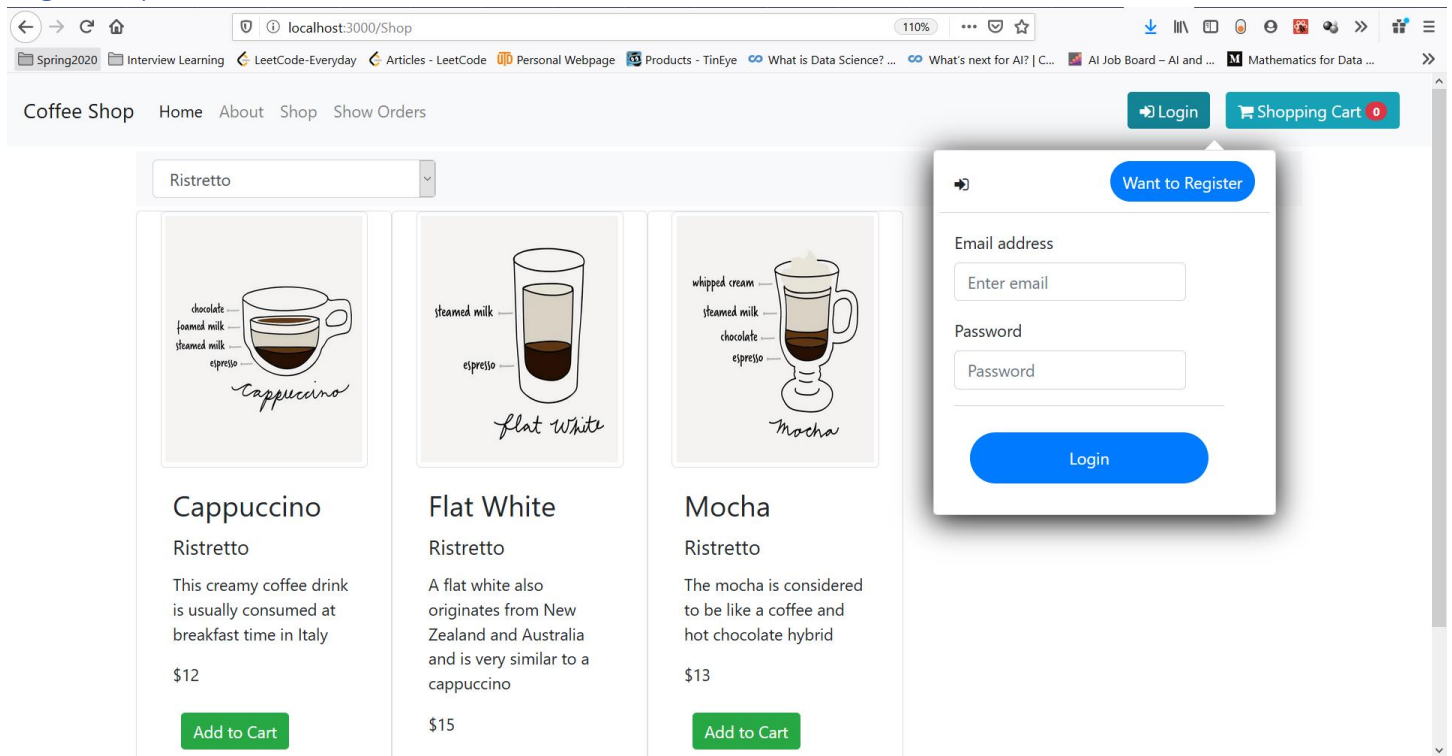 localhost:3000/Shop
110%
Spring2020
Interview Learning
LeetCode-Everyday
Articles - LeetCode
UTD Personal Webpage
Products - TinEye
What is Data Science? ...
What's next for AI? | C...
AI Job Board – AI and ...
M Mathematics for Data ...
Coffee Shop Home About Shop Show Orders
Login
Shopping Cart 0
Ristretto
Want to Register
Email address
Enter email
Password
Password
Login
chocolate
foamed milk
steamed milk
espresso
Cappuccino
steamed milk
espresso
flat White
whipped cream
steamed milk
chocolate
espresso
Mocha
Cappuccino
Ristretto
This creamy coffee drink
is usually consumed at
breakfast time in Italy
$12
Add to Cart
Flat White
Ristretto
A flat white also
originates from New
Zealand and Australia
and is very similar to a
cappuccino
$15
Mocha
Ristretto
The mocha is considered
to be like a coffee and
hot chocolate hybrid
$13
Add to Cart